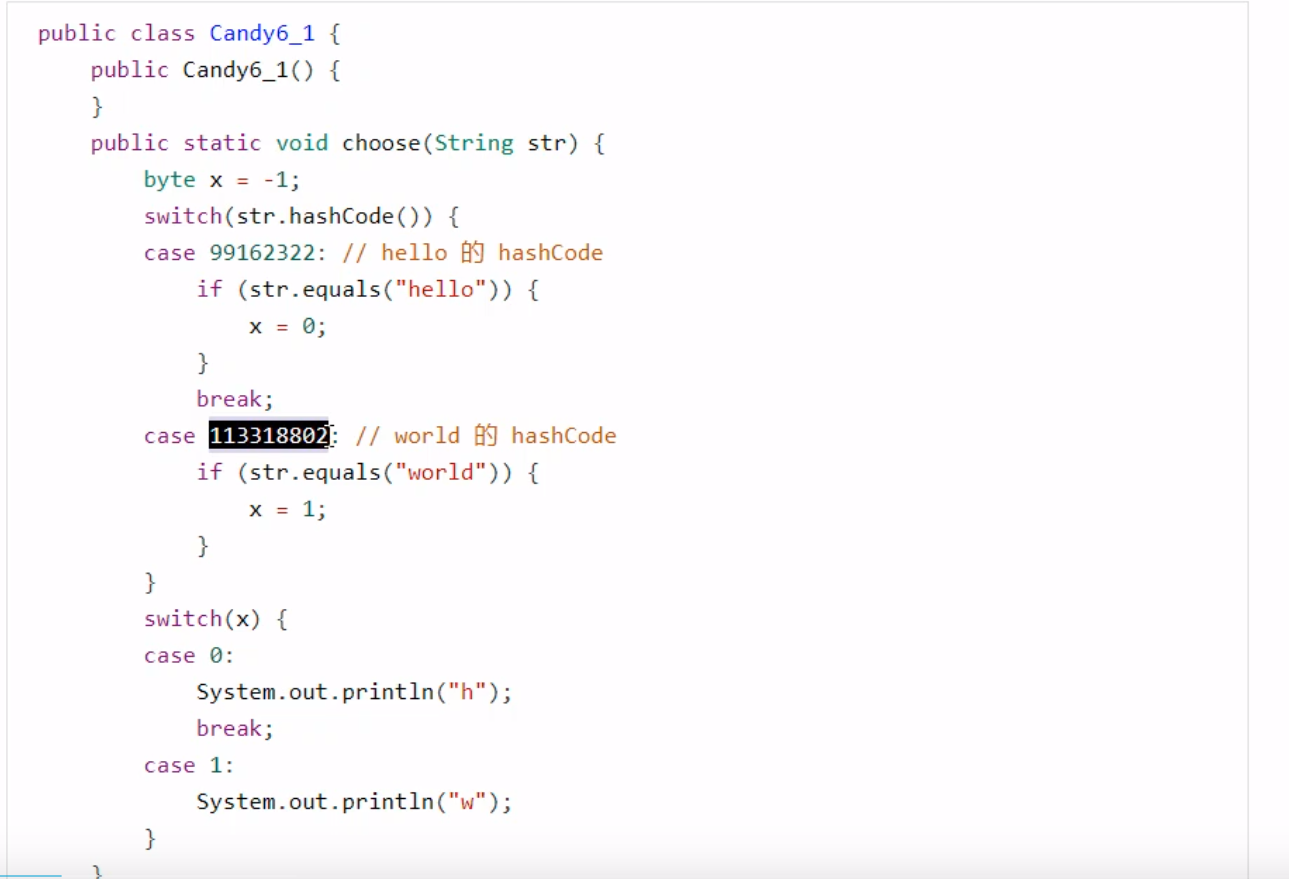 public class Candy6_1 {
    public Candy6_1() {
    }
    public static void choose(String str) {
        byte x = -1;
        switch(str.hashCode()) {
        case 99162322: // hello 的 hashCode
            if (str.equals("hello")) {
                x = 0;
            }
            break;
        case 113318802: // world 的 hashCode
            if (str.equals("world")) {
                x = 1;
            }
        }
        switch(x) {
        case 0:
            System.out.println("h");
            break;
        case 1:
            System.out.println("w");
        }
    }